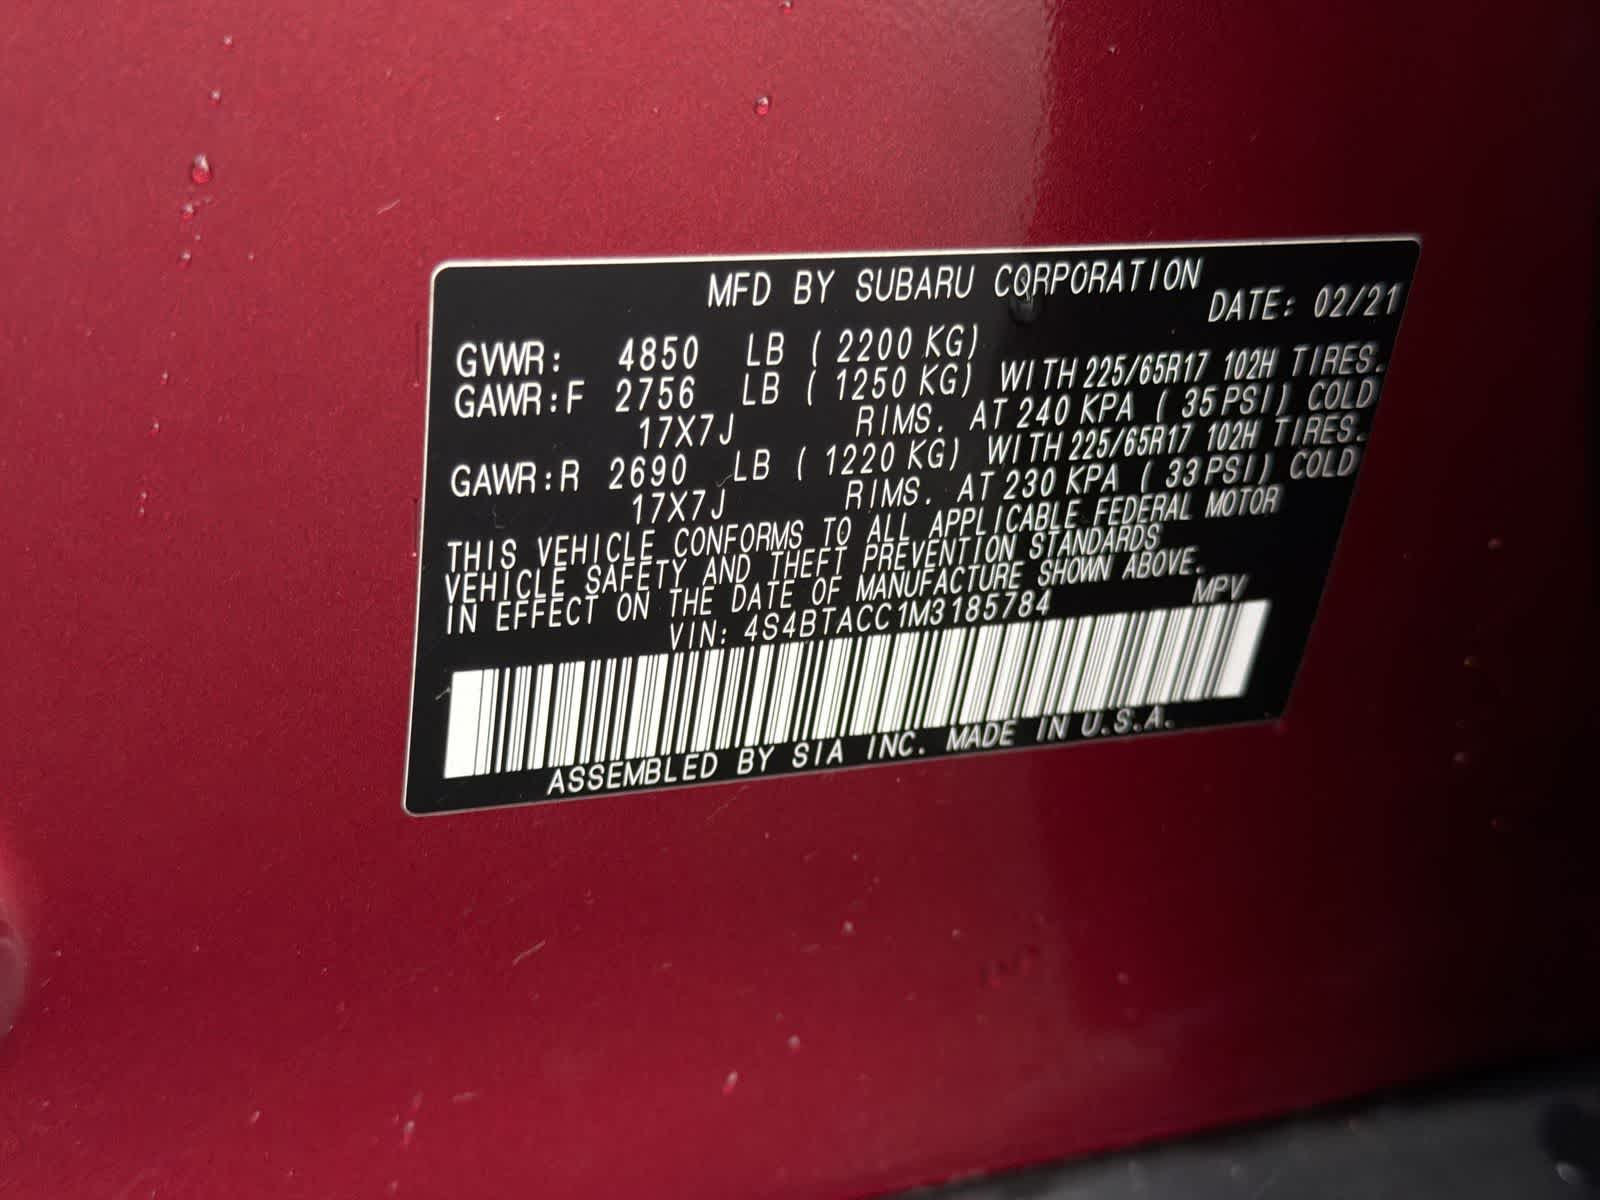 MFD BY SUBARU CORPORATION
DATE: 02/21
GVWR: 4850 LB ( 2200 KG)
GAWR:F 2756 LB ( 1250 KG) WITH 225/65R17 102H TIRES.
17X7J RIMS. AT 240 KPA ( 35 PSI) COLD
GAWR:R 2690 LB ( 1220 KG) WITH 225/65R17 102H TIRES.
17X7J RIMS. AT 230 KPA ( 33 PSI) COLD
THIS VEHICLE CONFORMS TO ALL APPLICABLE FEDERAL MOTOR
VEHICLE SAFETY AND THEFT PREVENTION STANDARDS
IN EFFECT ON THE DATE OF MANUFACTURE SHOWN ABOVE.
VIN: 4S4BTACC1M3185784 MPV
ASSEMBLED BY SIA INC. MADE IN U.S.A.